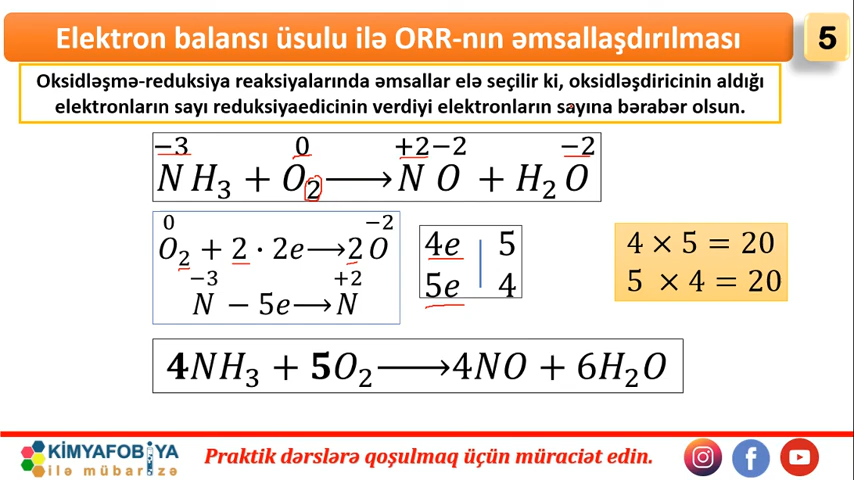 Elektron balansı üsulu ilə ORR-nın əmsallaşdırılması
5
Oksidləşmə-reduksiya reaksiyalarında əmsallar elə seçilir ki, oksidləşdiricinin aldığı
elektronların sayı reduksiyaedicinin verdiyi elektronların sayına bərabər olsun.
−3 0 +2−2 −2
NH₃ + O₂⟶N O + H₂O
0 −2
O₂ + 2 · 2e⟶2 O
−3 +2
N − 5e⟶N
4e | 5
5e | 4
4 × 5 = 20
5 × 4 = 20
4NH₃ + 5O₂⟶4NO + 6H₂O
KİMYAFOBİYA
ilə mübarizə
Praktik dərslərə qoşulmaq üçün müraciət edin.